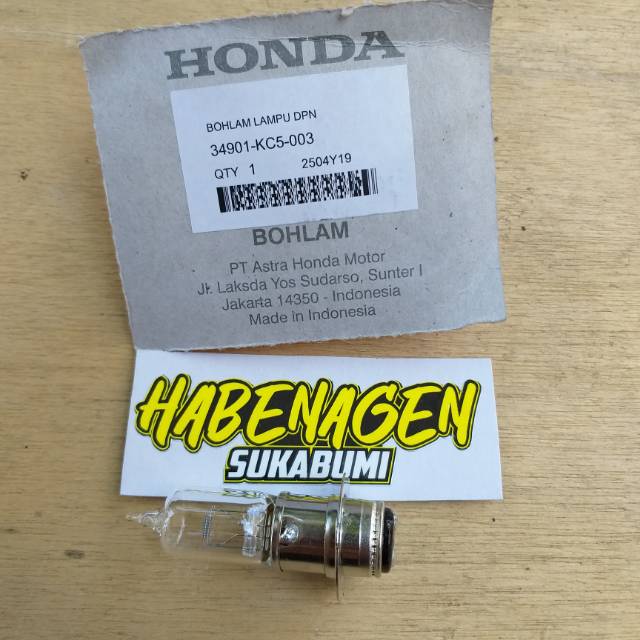 HONDA
BOHLAM LAMPU DPN
34901-KC5-003
QTY 1 2504Y19
BOHLAM
PT Astra Honda Motor
Jl. Laksda Yos Sudarso, Sunter I
Jakarta 14350 - Indonesia
Made in Indonesia
HABENAGEN
SUKABUMI